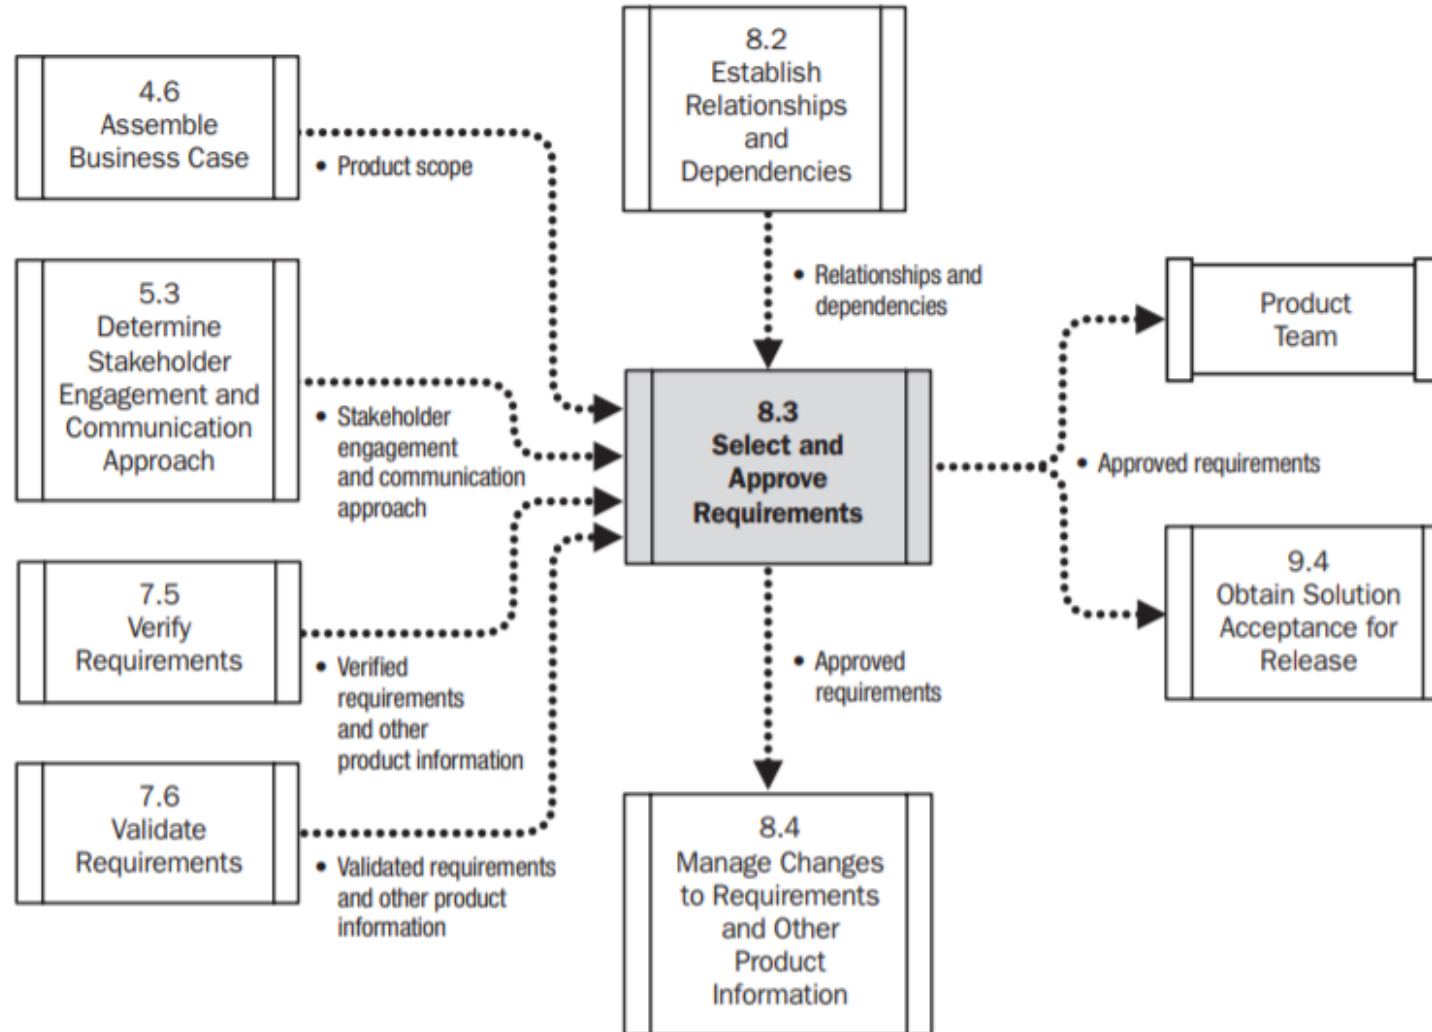 4.6
Assemble
Business Case
• Product scope
8.2
Establish
Relationships
and
Dependencies
• Relationships and
dependencies
5.3
Determine
Stakeholder
Engagement and
Communication
Approach
• Stakeholder
engagement
and communication
approach
8.3
Select and
Approve
Requirements
Product
Team
• Approved requirements
7.5
Verify
Requirements
• Verified
requirements
and other
product information
• Approved
requirements
9.4
Obtain Solution
Acceptance for
Release
7.6
Validate
Requirements
• Validated requirements
and other product
information
8.4
Manage Changes
to Requirements
and Other
Product
Information